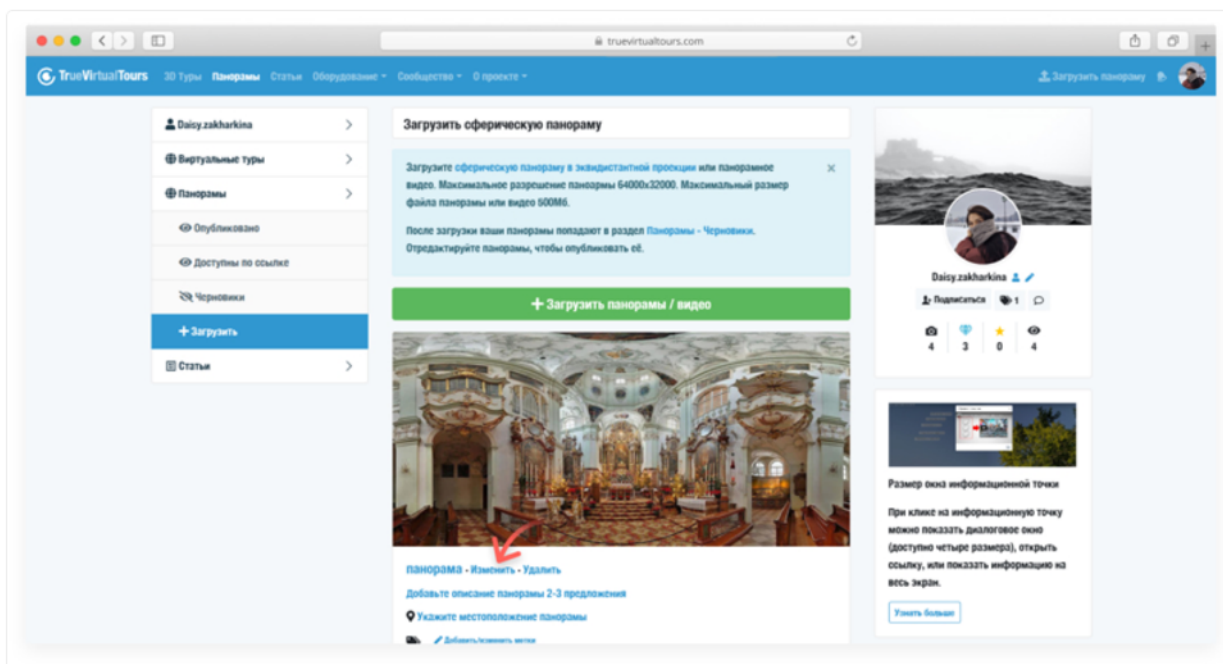 truevirtualtours.com
TrueVirtualTours 3D Туры Панорамы Статьи Оборудование Сообщество О проекте Загрузить панораму
Daisy.zakharkina
Виртуальные туры
Панорамы
Опубликовано
Доступны по ссылке
Черновики
Загрузить
Статьи
Загрузить сферическую панораму
Загрузите сферическую панораму в эквидистантной проекции или панорамное
видео. Максимальное разрешение паноармы 64000x32000. Максимальный размер
файла панорамы или видео 500Мб.
После загрузки ваши панорамы попадают в раздел Панорамы - Черновики.
Отредактируйте панорамы, чтобы опубликовать её.
+ Загрузить панорамы / видео
панорама - Изменить - Удалить
Добавьте описание панорамы 2-3 предложения
Укажите местоположение панорамы
Добавить/изменить метки
Daisy.zakharkina
Подписаться 1
4 3 0 4
Размер окна информационной точки
При клике на информационную точку
можно показать диалоговое окно
(доступно четыре размера), открыть
ссылку, или показать информацию на
весь экран.
Узнать больше